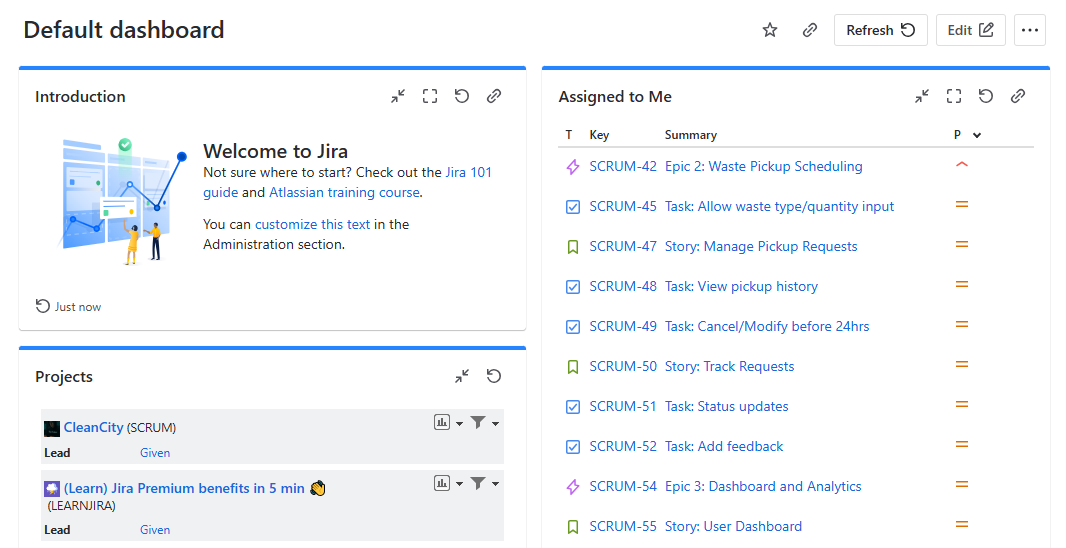 Default dashboard
Refresh
Edit
Introduction
Welcome to Jira
Not sure where to start? Check out the Jira 101
guide and Atlassian training course.
You can customize this text in the
Administration section.
Just now
Projects
CleanCity (SCRUM)
Lead Given
(Learn) Jira Premium benefits in 5 min 👏
(LEARNJIRA)
Lead Given
Assigned to Me
T Key Summary P
SCRUM-42 Epic 2: Waste Pickup Scheduling
SCRUM-45 Task: Allow waste type/quantity input
SCRUM-47 Story: Manage Pickup Requests
SCRUM-48 Task: View pickup history
SCRUM-49 Task: Cancel/Modify before 24hrs
SCRUM-50 Story: Track Requests
SCRUM-51 Task: Status updates
SCRUM-52 Task: Add feedback
SCRUM-54 Epic 3: Dashboard and Analytics
SCRUM-55 Story: User Dashboard